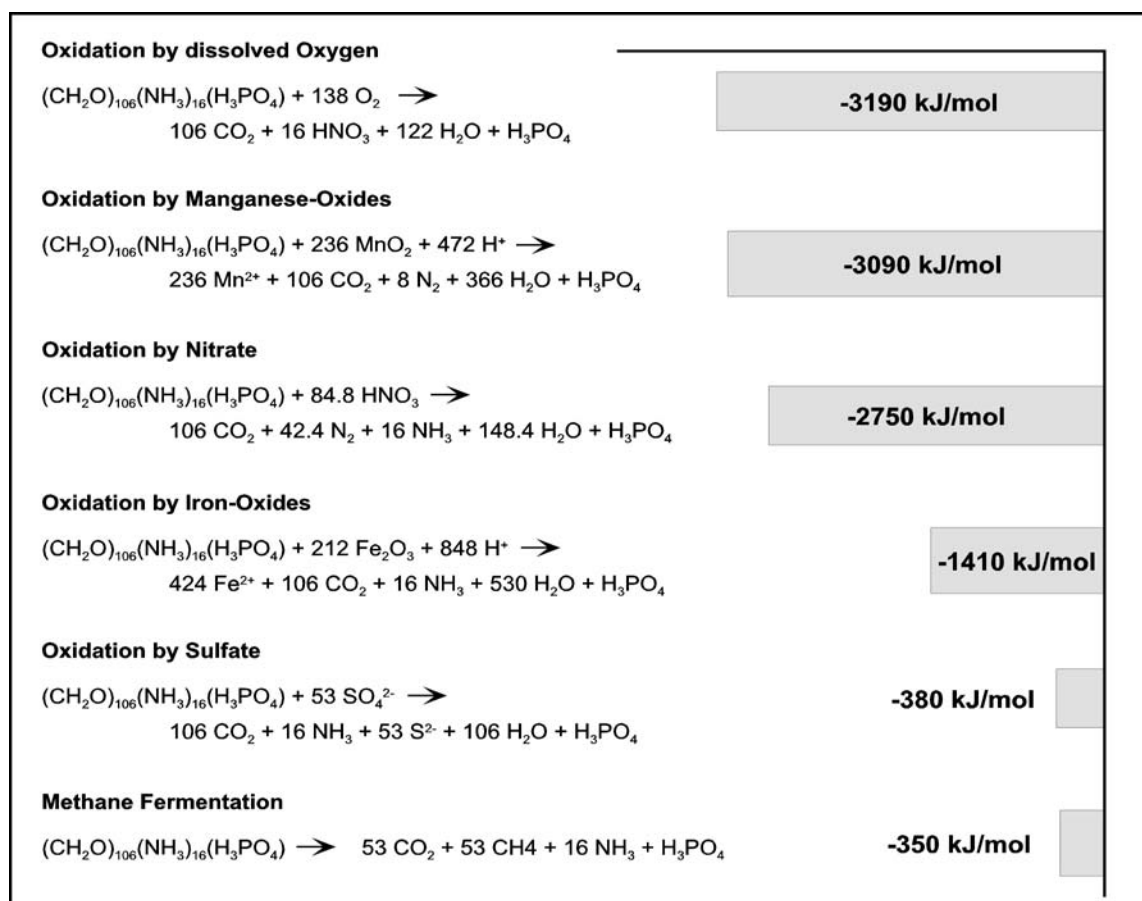 Oxidation by dissolved Oxygen
(CH₂O)₁₀₆(NH₃)₁₆(H₃PO₄) + 138 O₂ →
106 CO₂ + 16 HNO₃ + 122 H₂O + H₃PO₄
-3190 kJ/mol
Oxidation by Manganese-Oxides
(CH₂O)₁₀₆(NH₃)₁₆(H₃PO₄) + 236 MnO₂ + 472 H⁺ →
236 Mn²⁺ + 106 CO₂ + 8 N₂ + 366 H₂O + H₃PO₄
-3090 kJ/mol
Oxidation by Nitrate
(CH₂O)₁₀₆(NH₃)₁₆(H₃PO₄) + 84.8 HNO₃ →
106 CO₂ + 42.4 N₂ + 16 NH₃ + 148.4 H₂O + H₃PO₄
-2750 kJ/mol
Oxidation by Iron-Oxides
(CH₂O)₁₀₆(NH₃)₁₆(H₃PO₄) + 212 Fe₂O₃ + 848 H⁺ →
424 Fe²⁺ + 106 CO₂ + 16 NH₃ + 530 H₂O + H₃PO₄
-1410 kJ/mol
Oxidation by Sulfate
(CH₂O)₁₀₆(NH₃)₁₆(H₃PO₄) + 53 SO₄²⁻ →
106 CO₂ + 16 NH₃ + 53 S²⁻ + 106 H₂O + H₃PO₄
-380 kJ/mol
Methane Fermentation
(CH₂O)₁₀₆(NH₃)₁₆(H₃PO₄) → 53 CO₂ + 53 CH4 + 16 NH₃ + H₃PO₄
-350 kJ/mol